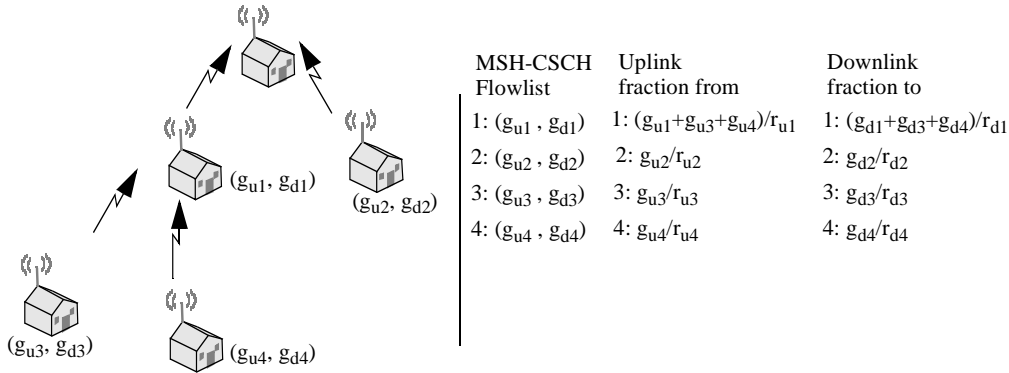 MSH-CSCH Flowlist
Uplink fraction from
Downlink fraction to
1: (gu1 , gd1) 1: (gu1+gu3+gu4)/ru1 1: (gd1+gd3+gd4)/rd1
2: (gu2 , gd2) 2: gu2/ru2 2: gd2/rd2
3: (gu3 , gd3) 3: gu3/ru3 3: gd3/rd3
4: (gu4 , gd4) 4: gu4/ru4 4: gd4/rd4
(gu1, gd1)
(gu2, gd2)
(gu3, gd3)
(gu4, gd4)